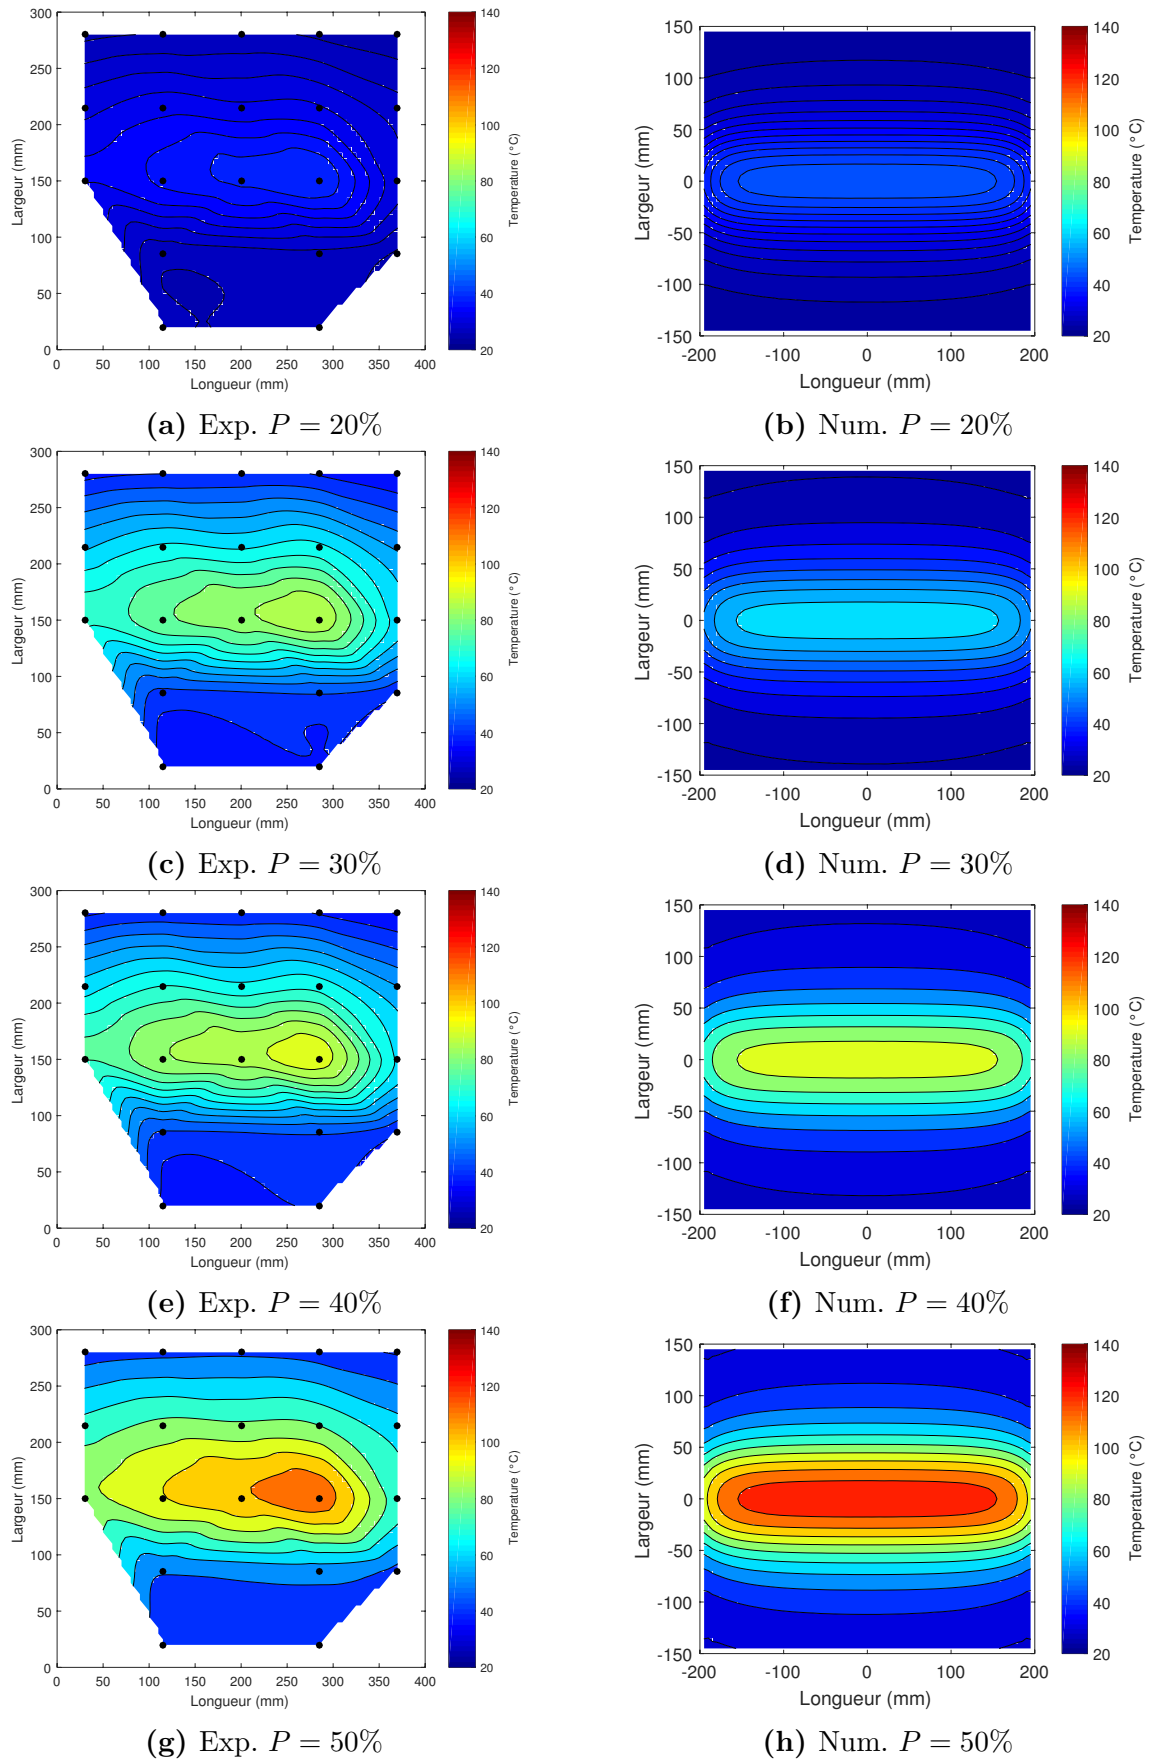 300
250
200
150
100
50
0
0 50 100 150 200 250 300 350 400
Largeur (mm)
Longueur (mm)
140
120
100
80
60
40
20
Temperature (°C)
150
100
50
0
-50
-100
-150
-200 -100 0 100 200
Largeur (mm)
Longueur (mm)
140
120
100
80
60
40
20
Temperature (°C)
(a) Exp. P = 20%
(b) Num. P = 20%
300
250
200
150
100
50
0
0 50 100 150 200 250 300 350 400
Largeur (mm)
Longueur (mm)
140
120
100
80
60
40
20
Temperature (°C)
150
100
50
0
-50
-100
-150
-200 -100 0 100 200
Largeur (mm)
Longueur (mm)
140
120
100
80
60
40
20
Temperature (°C)
(c) Exp. P = 30%
(d) Num. P = 30%
300
250
200
150
100
50
0
0 50 100 150 200 250 300 350 400
Largeur (mm)
Longueur (mm)
140
120
100
80
60
40
20
Temperature (°C)
150
100
50
0
-50
-100
-150
-200 -100 0 100 200
Largeur (mm)
Longueur (mm)
140
120
100
80
60
40
20
Temperature (°C)
(e) Exp. P = 40%
(f) Num. P = 40%
300
250
200
150
100
50
0
0 50 100 150 200 250 300 350 400
Largeur (mm)
Longueur (mm)
140
120
100
80
60
40
20
Temperature (°C)
150
100
50
0
-50
-100
-150
-200 -100 0 100 200
Largeur (mm)
Longueur (mm)
140
120
100
80
60
40
20
Temperature (°C)
(g) Exp. P = 50%
(h) Num. P = 50%